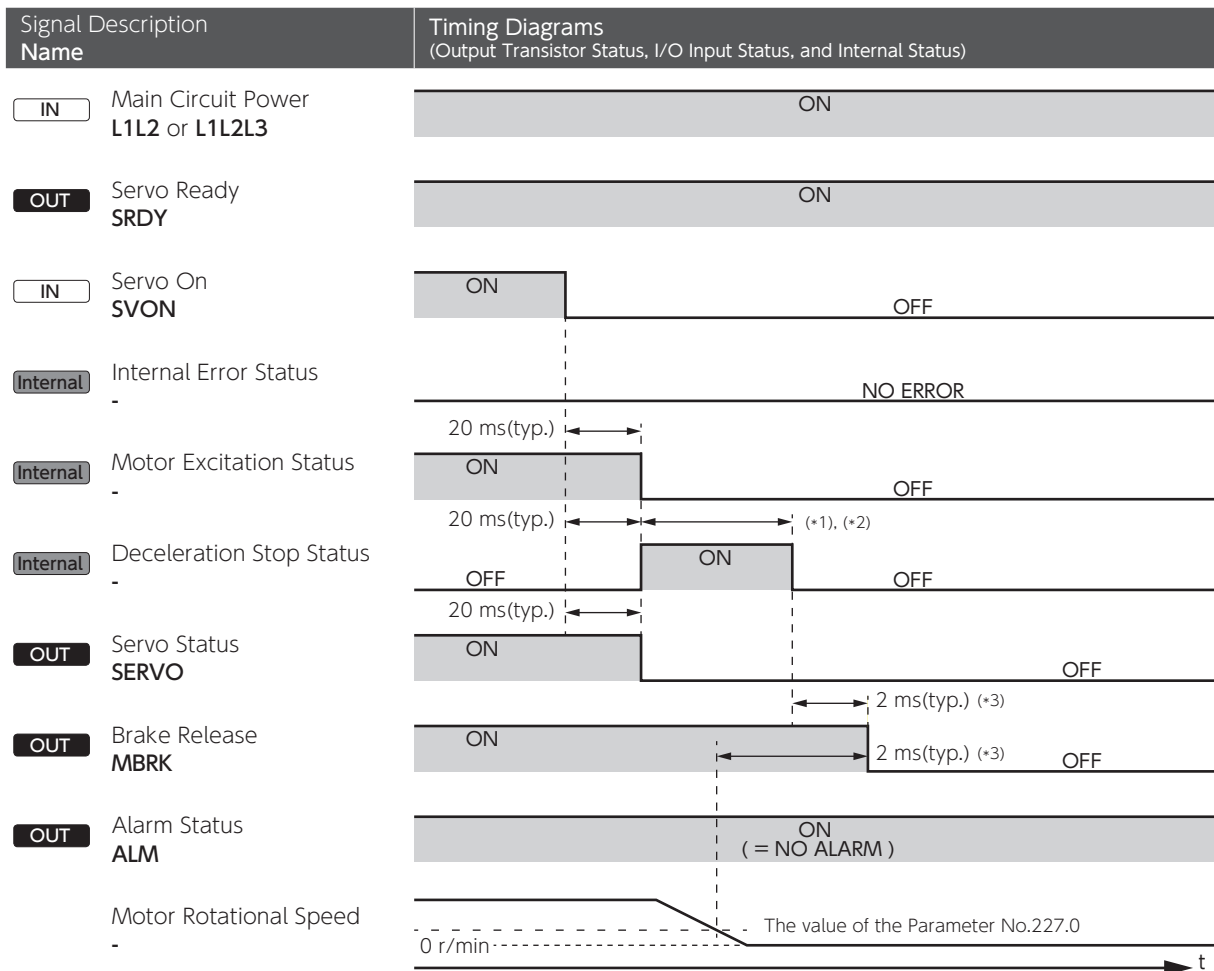 Signal Description
Name
Timing Diagrams
(Output Transistor Status, I/O Input Status, and Internal Status)
IN
Main Circuit Power
L1L2 or L1L2L3
ON
OUT
Servo Ready
SRDY
ON
IN
Servo On
SVON
ON
OFF
Internal
Internal Error Status
-
NO ERROR
20 ms(typ.)
Internal
Motor Excitation Status
-
ON
OFF
20 ms(typ.)
(*1), (*2)
Internal
Deceleration Stop Status
-
OFF
ON
OFF
20 ms(typ.)
OUT
Servo Status
SERVO
ON
OFF
2 ms(typ.) (*3)
OUT
Brake Release
MBRK
ON
2 ms(typ.) (*3)
OFF
OUT
Alarm Status
ALM
ON
( = NO ALARM )
Motor Rotational Speed
-
The value of the Parameter No.227.0
0 r/min
t